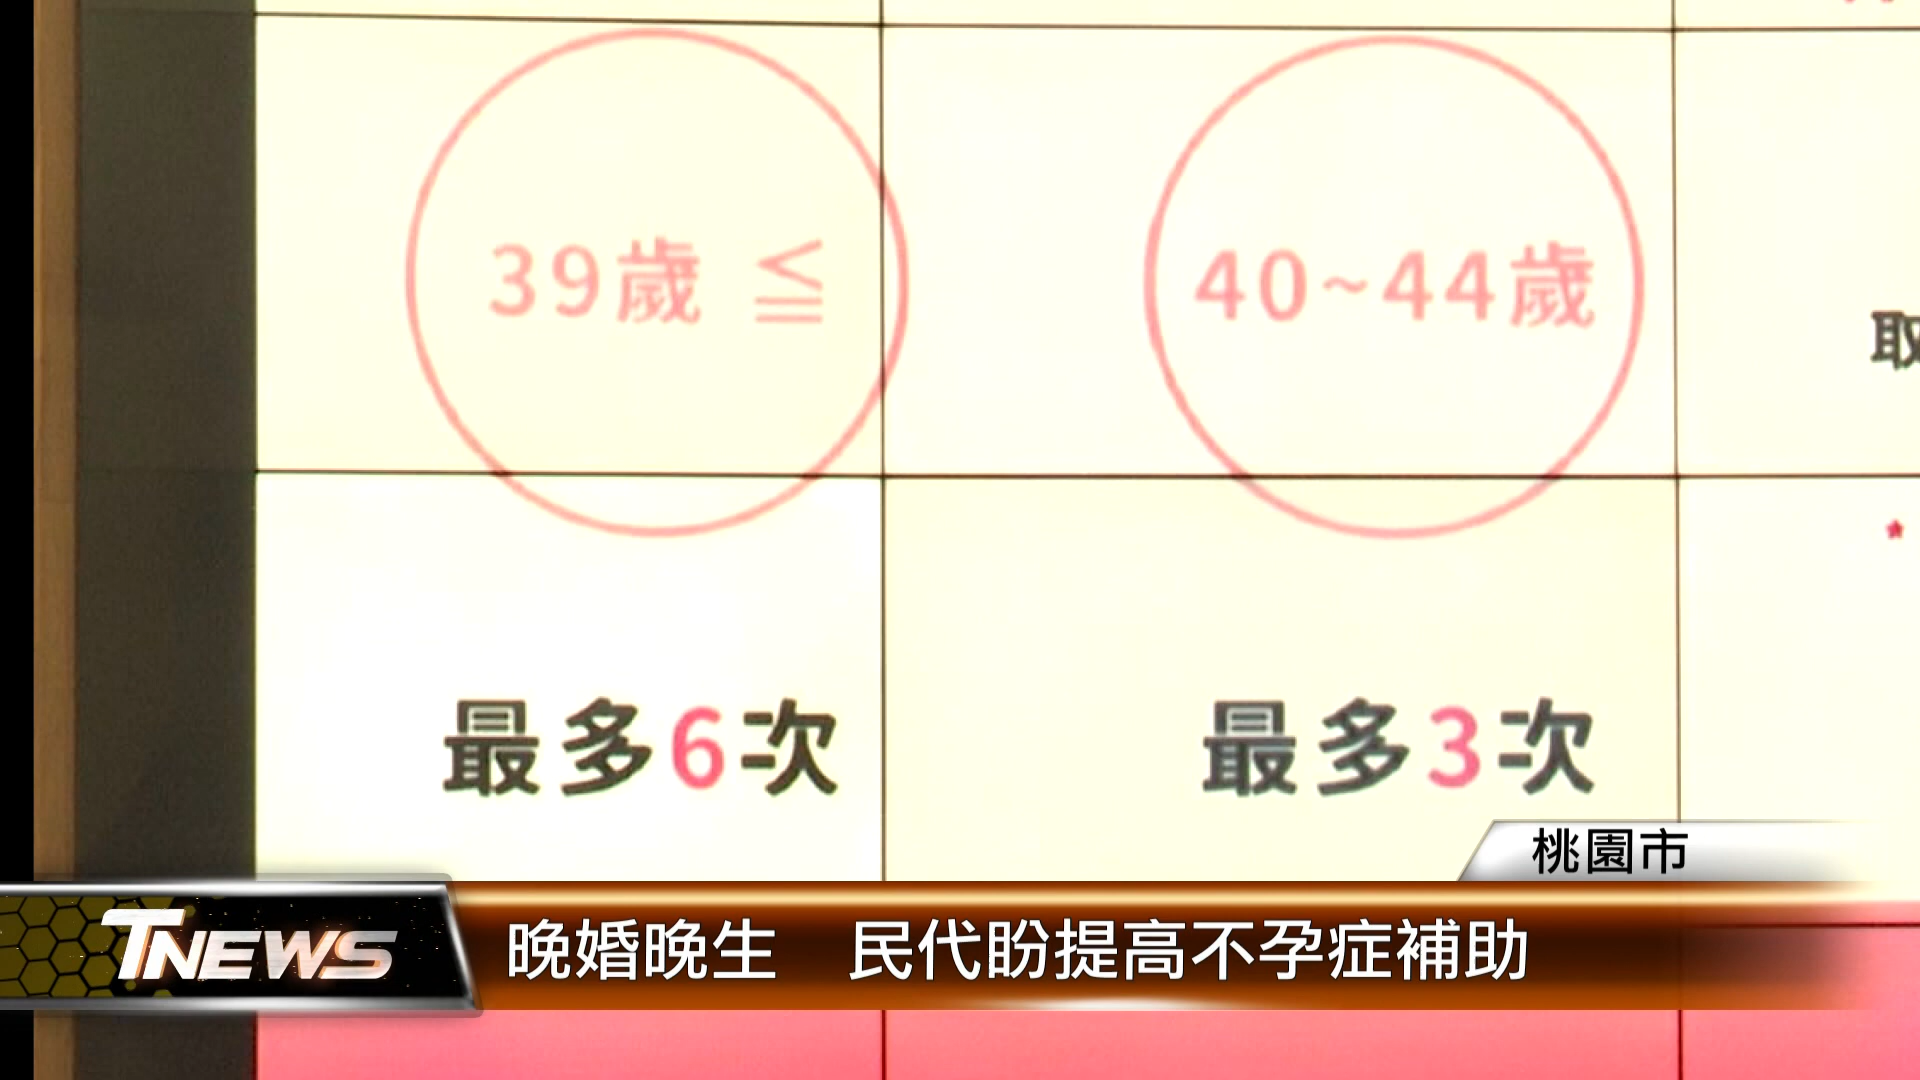 39歲 ≦
40~44歲
取
*
最多6次
最多3次
桃園市
TNEWS
晚婚晚生 民代盼提高不孕症補助